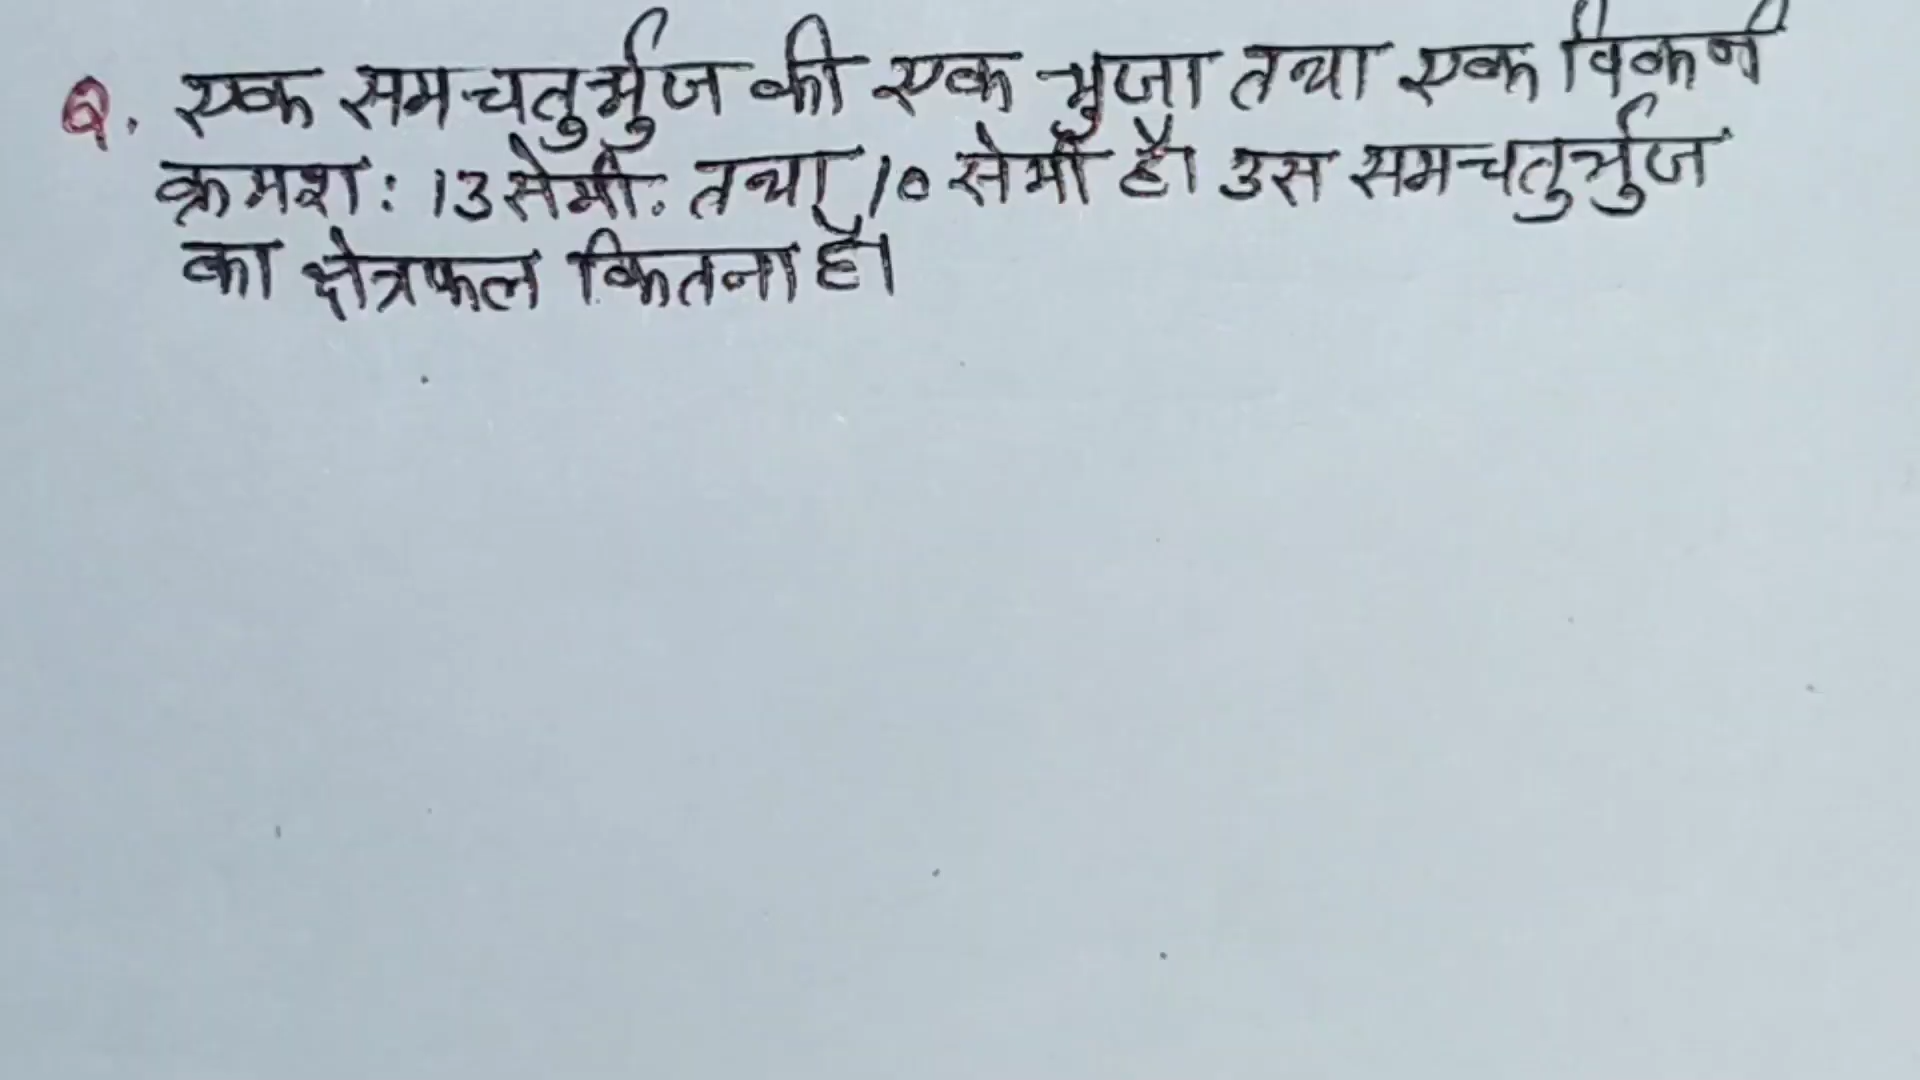 Q. एक समचतुर्भुज की एक भुजा तथा एक विकर्ण
क्रमश: 13 सेमी. तथा 10 सेमी है। उस समचतुर्भुज
का क्षेत्रफल कितना है।